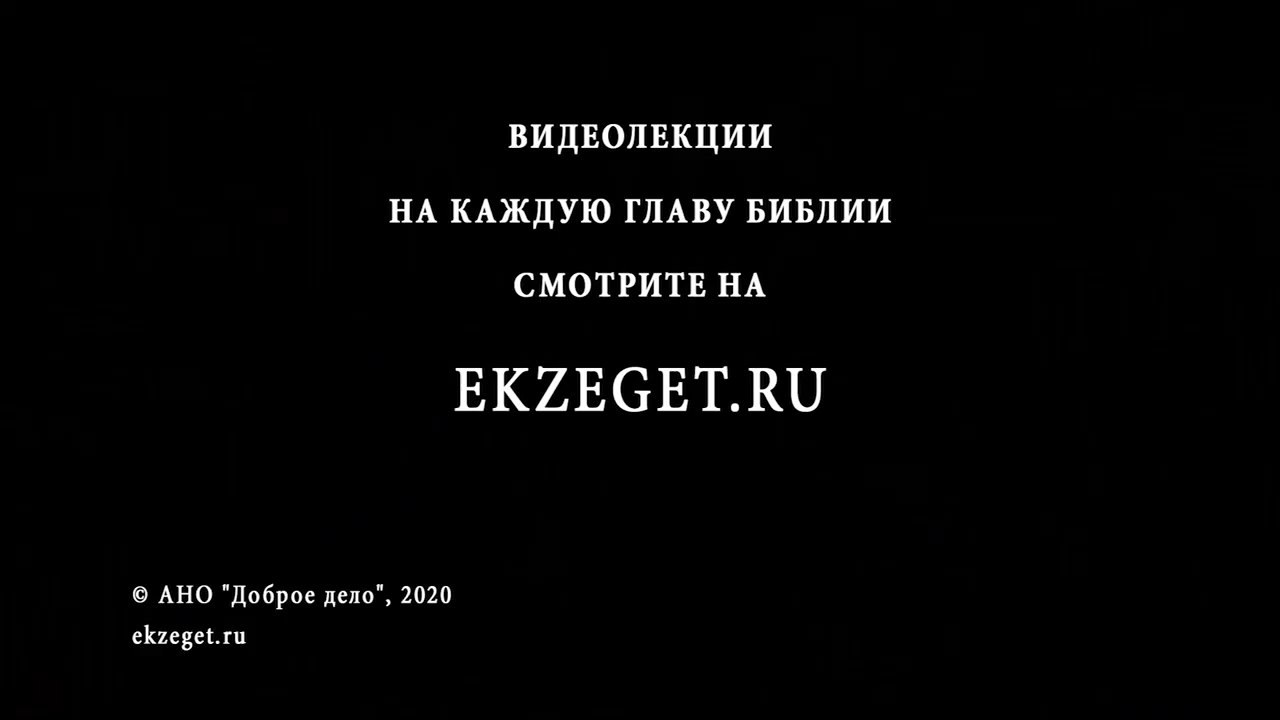 ВИДЕОЛЕКЦИИ
НА КАЖДУЮ ГЛАВУ БИБЛИИ
СМОТРИТЕ НА
EKZEGET.RU
© АНО "Доброе дело", 2020
ekzeget.ru